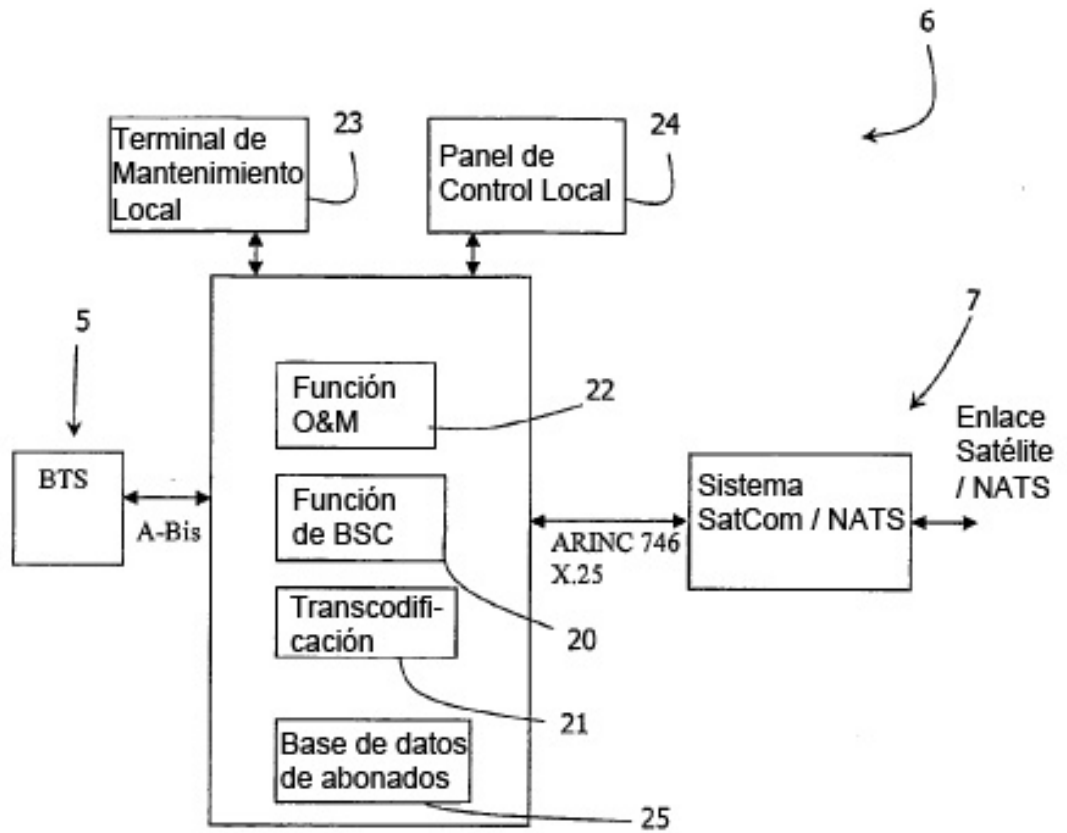 6
23
24
Terminal de
Mantenimiento
Local
Panel de
Control Local
5
7
Función
O&M
22
Enlace
Satélite
/ NATS
BTS
A-Bis
Función
de BSC
ARINC 746
X.25
Sistema
SatCom / NATS
Transcodifi-
cación
20
21
Base de datos
de abonados
25